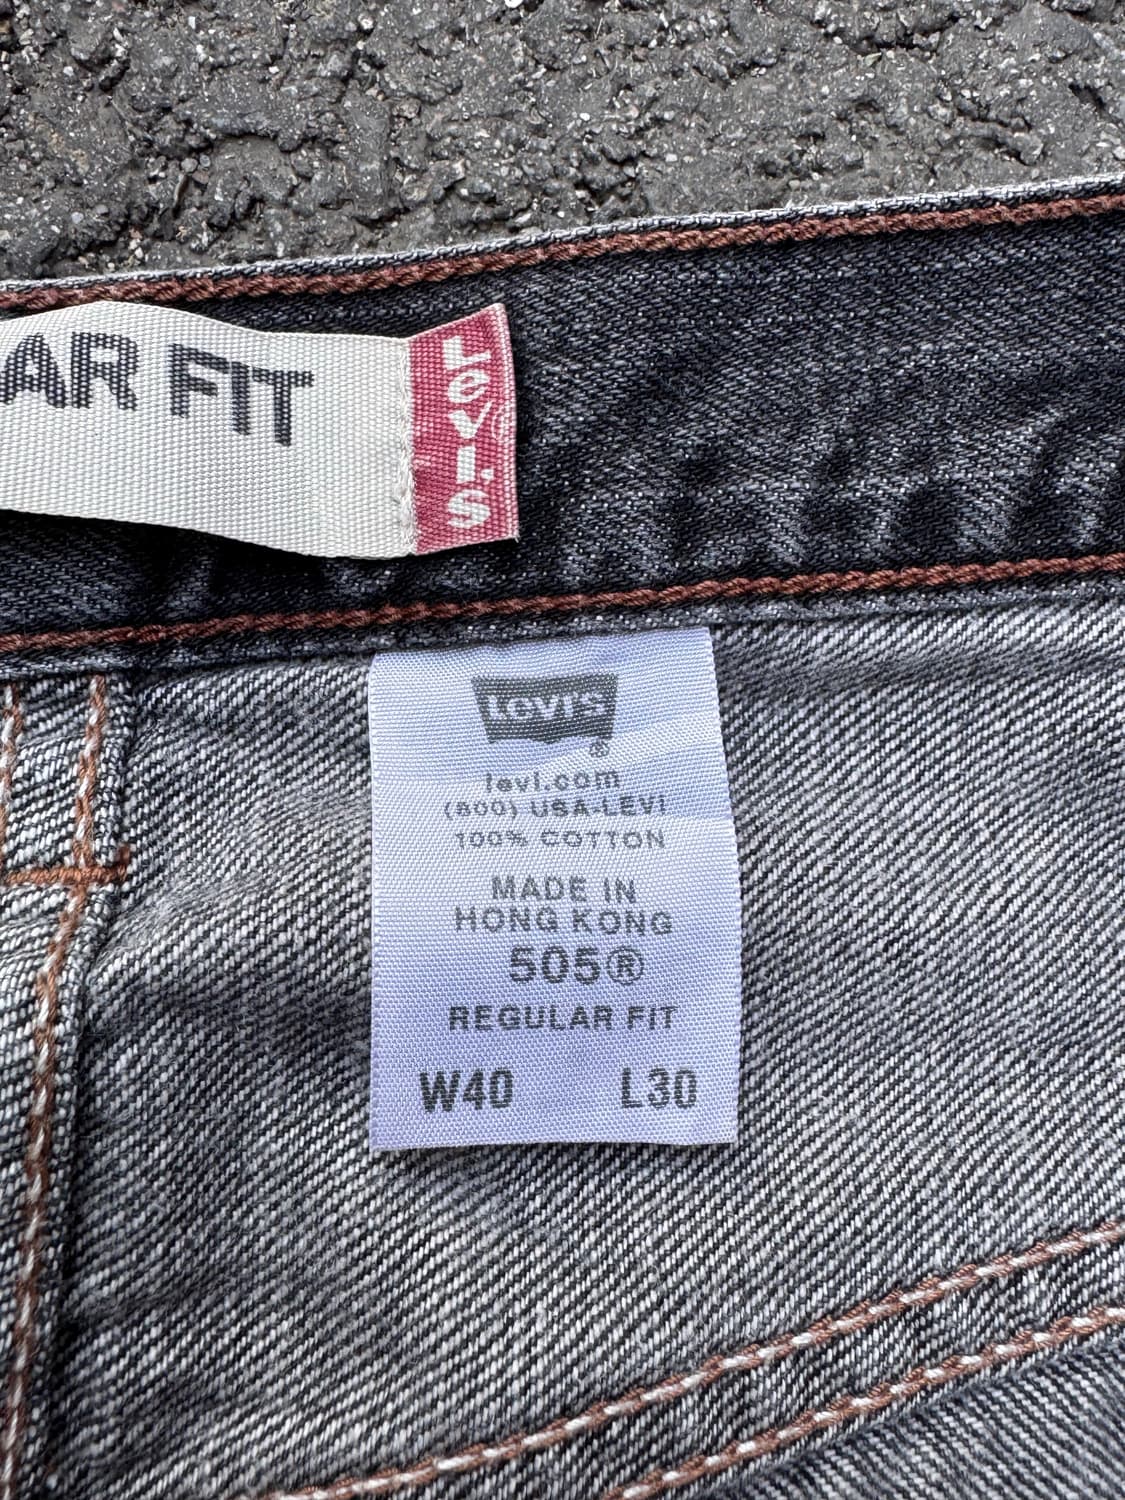 AR FIT
Levi's
Levi's
®
levi.com
(800) USA-LEVI
100% COTTON
MADE IN
HONG KONG
505®
REGULAR FIT
W40 L30